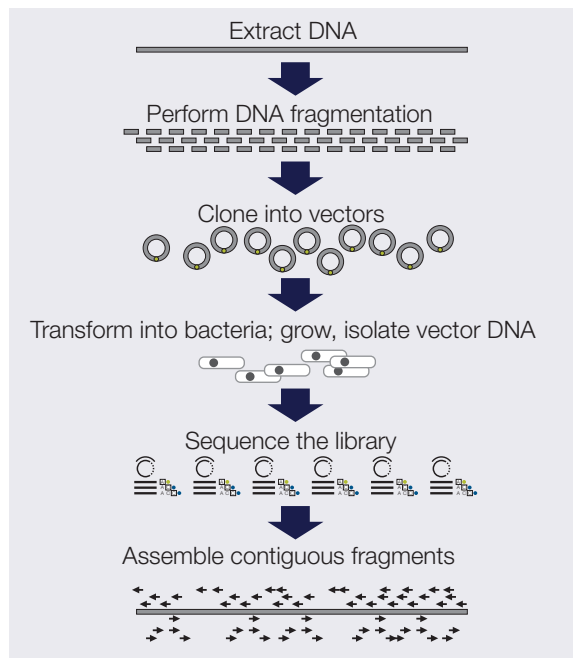 Extract DNA
Perform DNA fragmentation
Clone into vectors
Transform into bacteria; grow, isolate vector DNA
Sequence the library
Assemble contiguous fragments